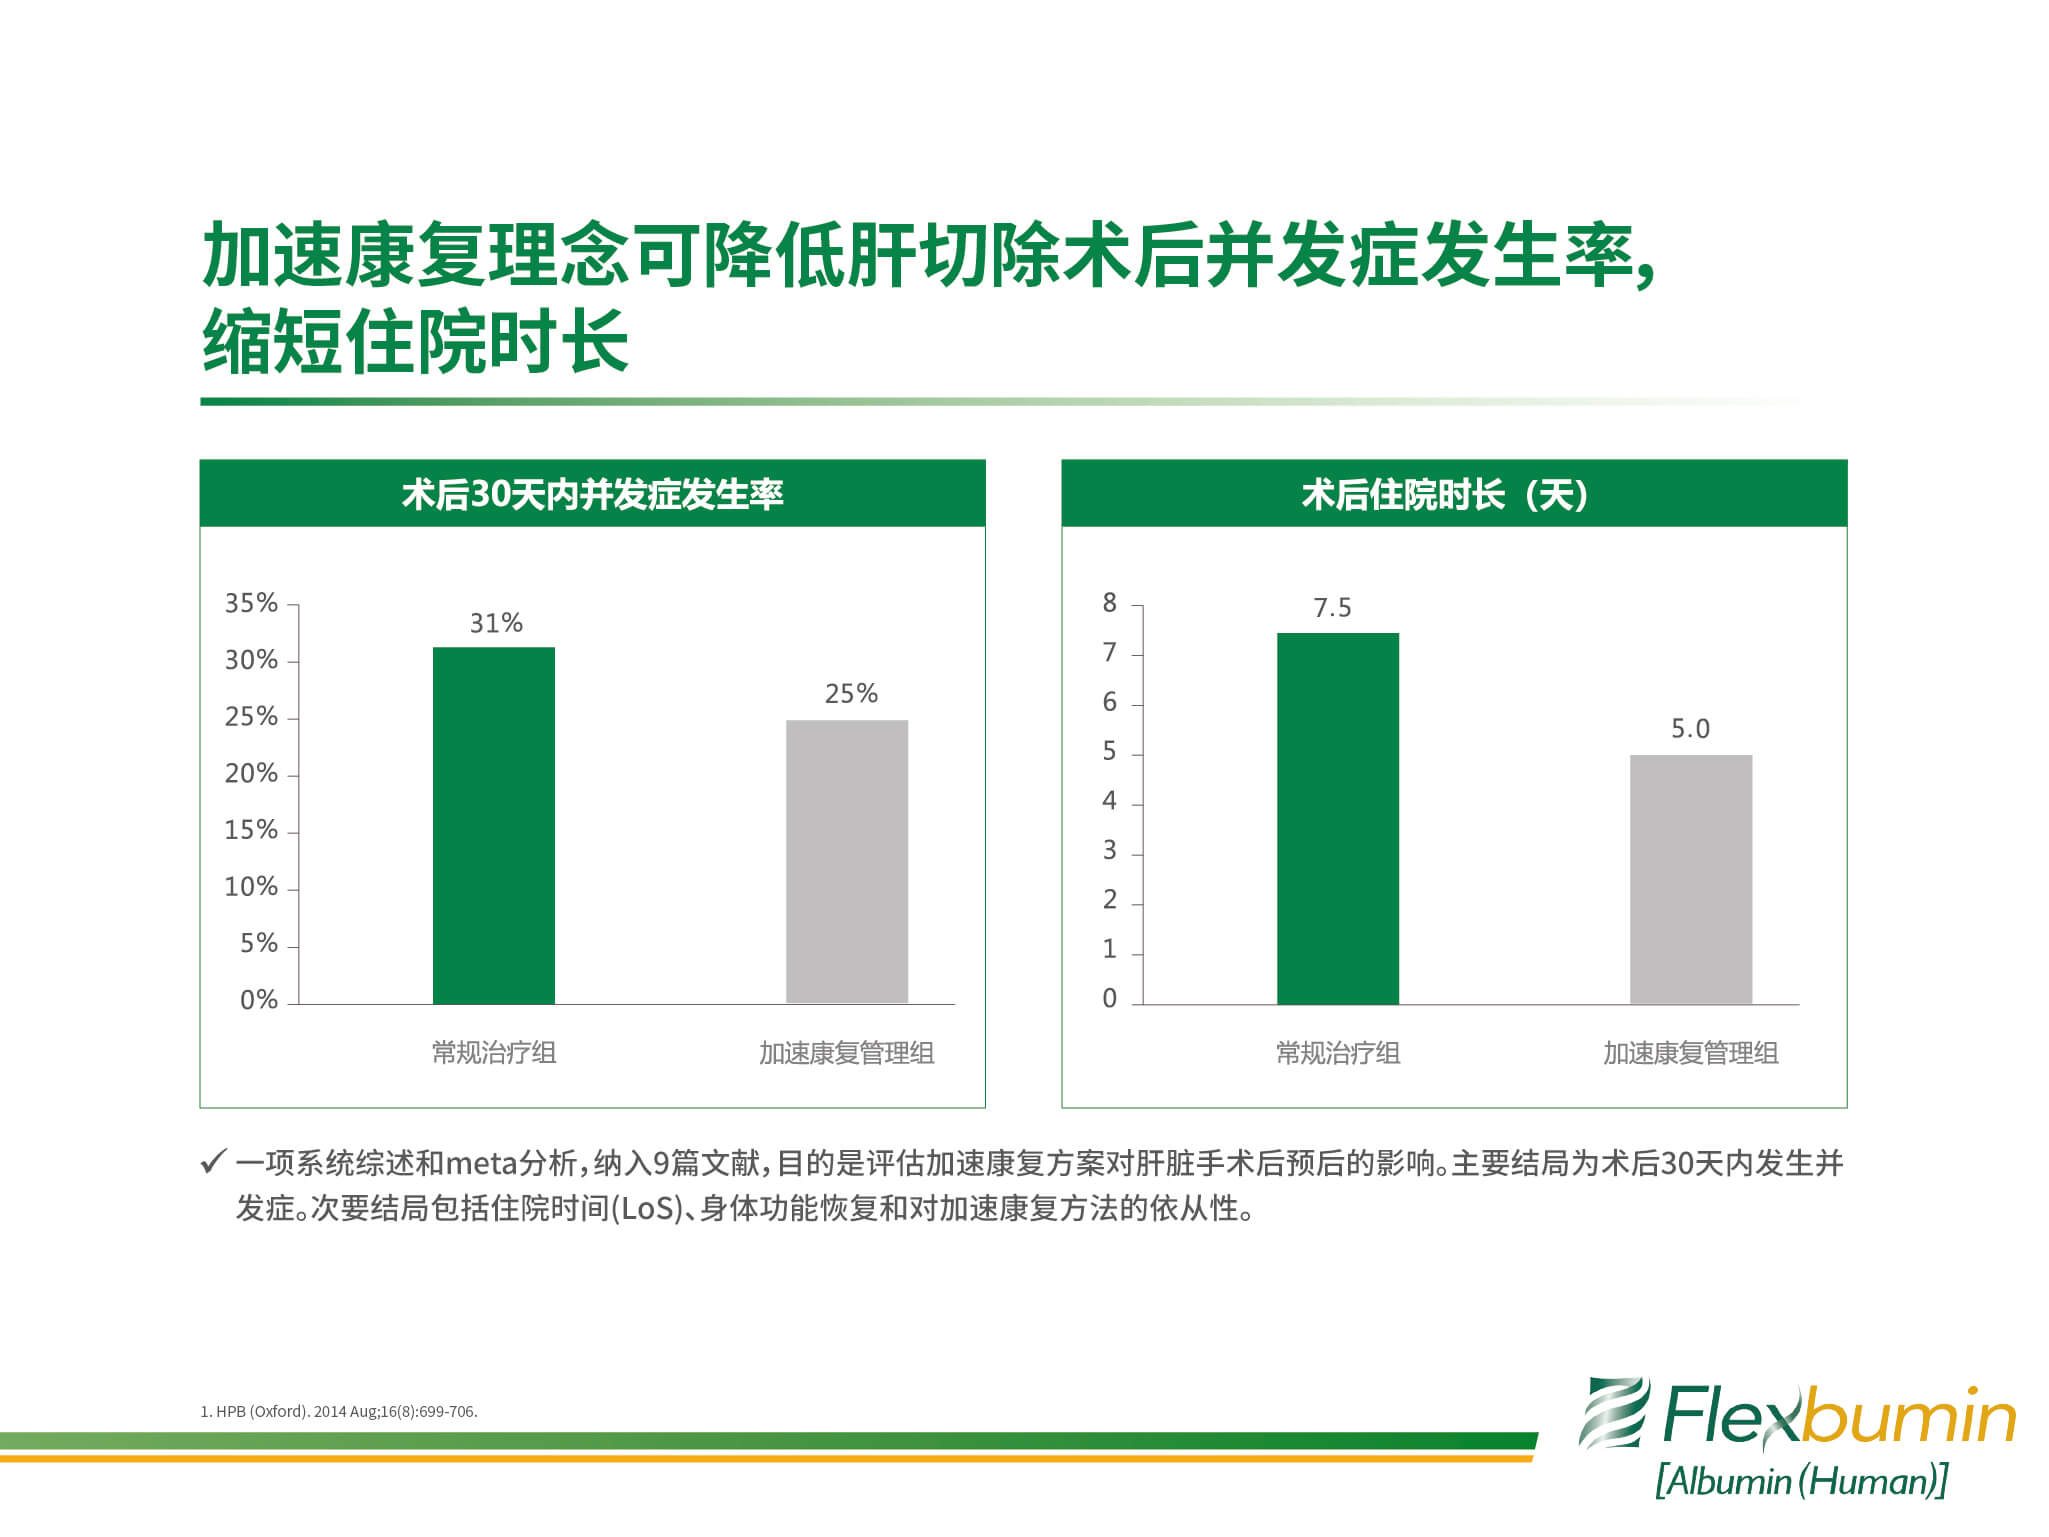 加速康复理念可降低肝切除术后并发症发生率，
缩短住院时长
术后30天内并发症发生率
35%
30%
25%
20%
15%
10%
5%
0%
31%
25%
常规治疗组
加速康复管理组
术后住院时长（天）
8
7
6
5
4
3
2
1
0
7.5
5.0
常规治疗组
加速康复管理组
一项系统综述和meta分析，纳入9篇文献，目的是评估加速康复方案对肝脏手术后预后的影响。主要结局为术后30天内发生并
发症。次要结局包括住院时间(LoS)、身体功能恢复和对加速康复方法的依从性。
1. HPB (Oxford). 2014 Aug;16(8):699-706.
Flexbumin
[Albumin (Human)]